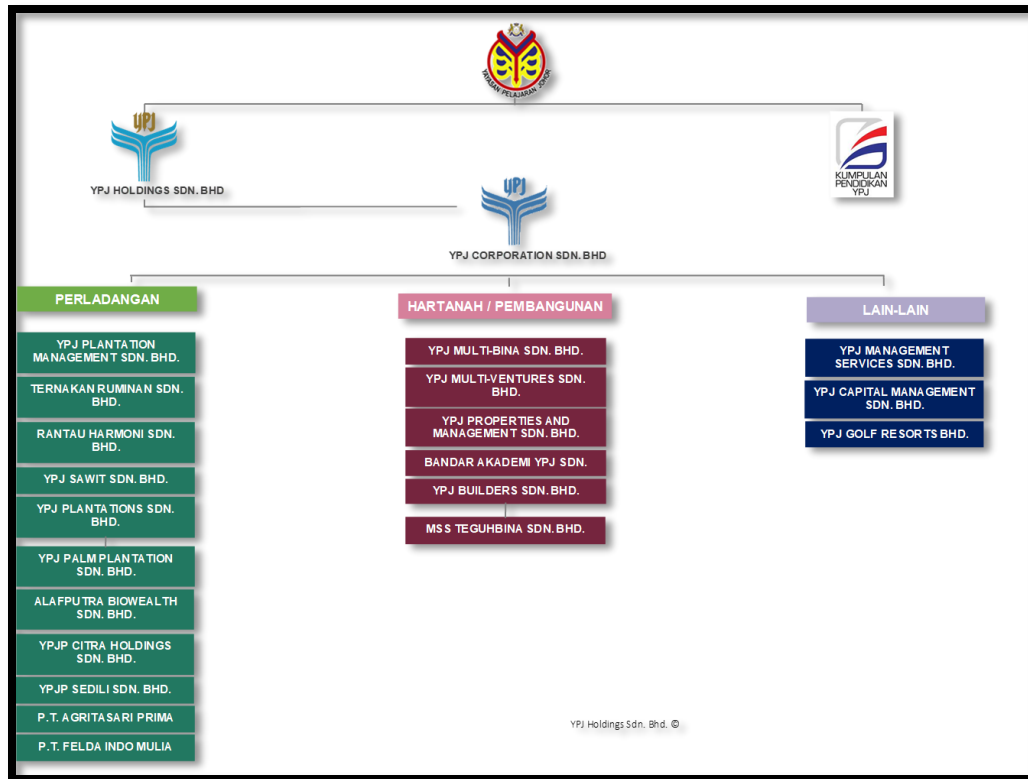 YAYASAN PELAJARAN JOHOR
YPJ
YPJ HOLDINGS SDN. BHD
KUMPULAN
PENDIDIKAN
YPJ
YPJ
YPJ CORPORATION SDN. BHD
PERLADANGAN
YPJ PLANTATION
MANAGEMENT SDN. BHD.
TERNAKAN RUMINAN SDN.
BHD.
RANTAU HARMONI SDN.
BHD.
YPJ SAWIT SDN. BHD.
YPJ PLANTATIONS SDN.
BHD.
YPJ PALM PLANTATION
SDN. BHD.
ALAFPUTRA BIOWEALTH
SDN. BHD.
YPJP CITRA HOLDINGS
SDN. BHD.
YPJP SEDILI SDN. BHD.
P.T. AGRITASARI PRIMA
P.T. FELDA INDO MULIA
HARTANAH / PEMBANGUNAN
YPJ MULTI-BINA SDN. BHD.
YPJ MULTI-VENTURES SDN.
BHD.
YPJ PROPERTIES AND
MANAGEMENT SDN. BHD.
BANDAR AKADEMI YPJ SDN.
YPJ BUILDERS SDN. BHD.
MSS TEGUHBINA SDN. BHD.
LAIN-LAIN
YPJ MANAGEMENT
SERVICES SDN. BHD.
YPJ CAPITAL MANAGEMENT
SDN. BHD.
YPJ GOLF RESORTS BHD.
YPJ Holdings Sdn. Bhd. ©